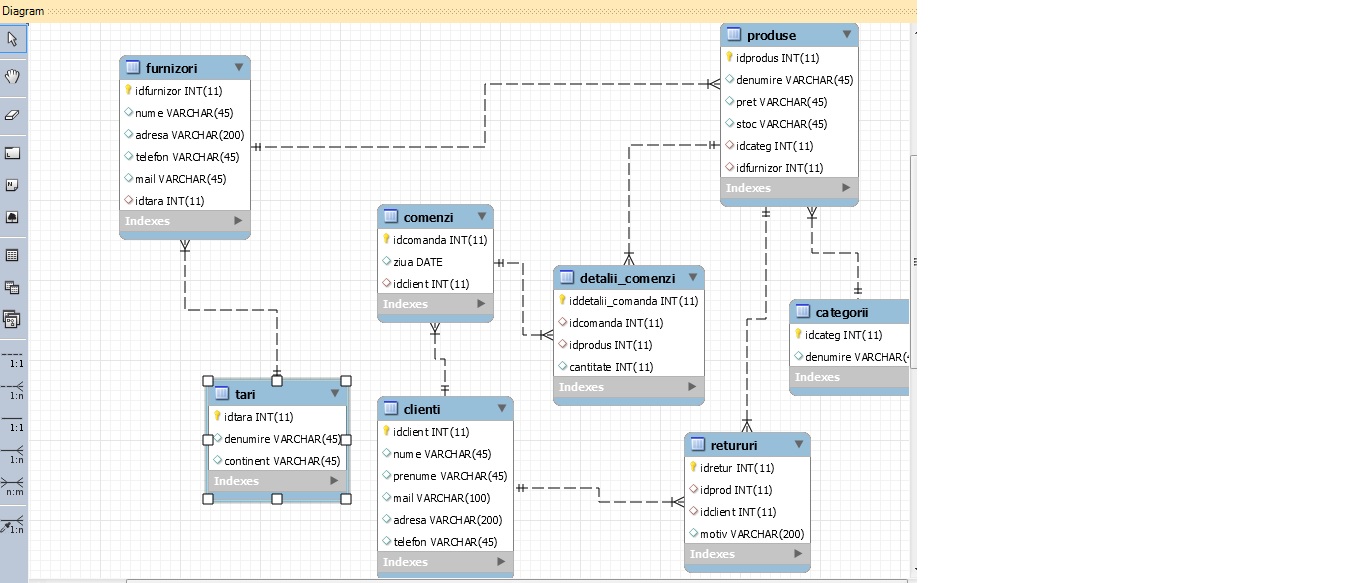 Diagram
furnizori
idfurnizor INT(11)
nume VARCHAR(45)
adresa VARCHAR(200)
telefon VARCHAR(45)
mail VARCHAR(45)
idtara INT(11)
Indexes
produse
idprodus INT(11)
denumire VARCHAR(45)
pret VARCHAR(45)
stoc VARCHAR(45)
idcateg INT(11)
idfurnizor INT(11)
Indexes
comenzi
idcomanda INT(11)
ziua DATE
idclient INT(11)
Indexes
detalii_comenzi
iddetalii_comanda INT(11)
idcomanda INT(11)
idprodus INT(11)
cantitate INT(11)
Indexes
categorii
idcateg INT(11)
denumire VARCHAR(
Indexes
tari
idtara INT(11)
denumire VARCHAR(45)
continent VARCHAR(45)
Indexes
clienti
idclient INT(11)
nume VARCHAR(45)
prenume VARCHAR(45)
mail VARCHAR(100)
adresa VARCHAR(200)
telefon VARCHAR(45)
Indexes
retururi
idretur INT(11)
idprod INT(11)
idclient INT(11)
motiv VARCHAR(200)
Indexes
1:1
1:n
1:1
1:n
n:m
1:n